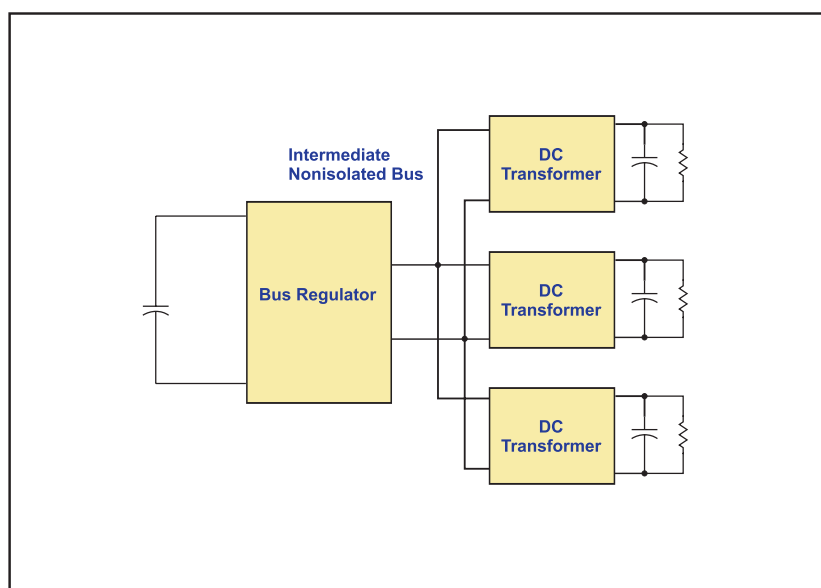 Intermediate
Nonisolated Bus
Bus Regulator
DC
Transformer
DC
Transformer
DC
Transformer